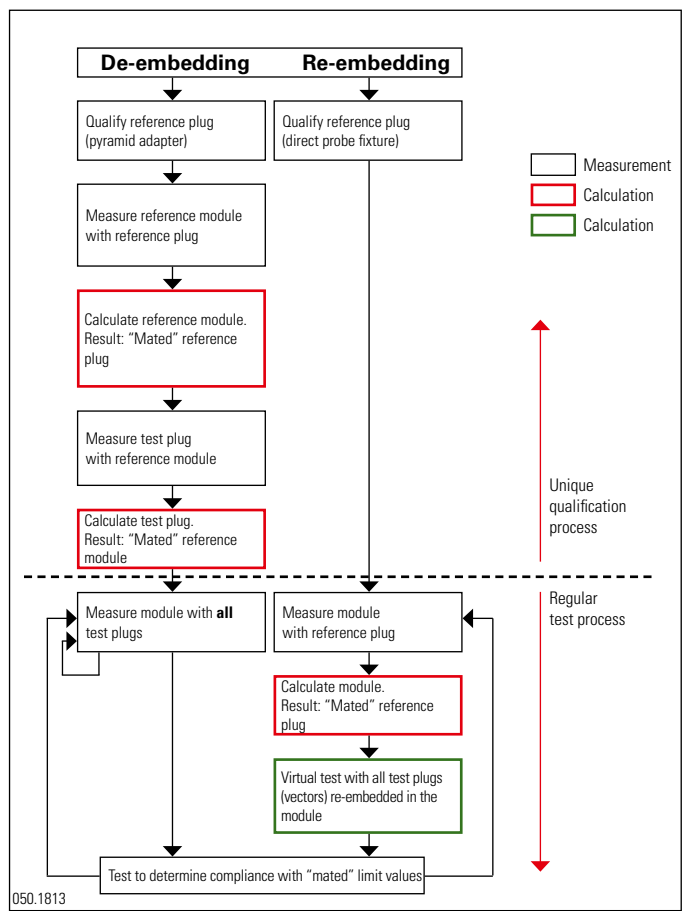 De-embedding Re-embedding
Qualify reference plug
(pyramid adapter)
Qualify reference plug
(direct probe fixture)
Measurement
Calculation
Calculation
Measure reference module
with reference plug
Calculate reference module.
Result: “Mated” reference
plug
Measure test plug
with reference module
Calculate test plug.
Result: “Mated” reference
module
Unique
qualification
process
Regular
test process
Measure module with all
test plugs
Measure module
with reference plug
Calculate module.
Result: “Mated” reference
plug
Virtual test with all test plugs
(vectors) re-embedded in the
module
Test to determine compliance with “mated” limit values
050.1813